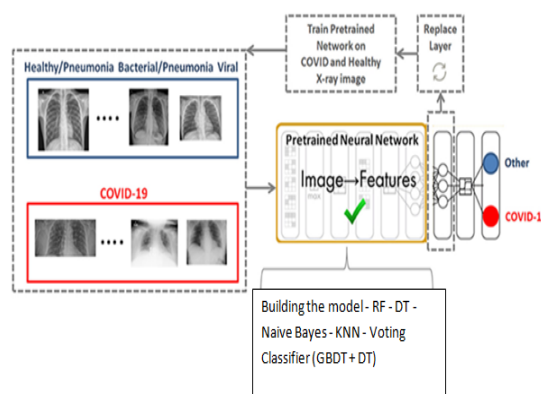 Train Pretrained
Network on
COVID and Healthy
X-ray image
Replace
Layer
Healthy/Pneumonia Bacterial/Pneumonia Viral
COVID-19
Pretrained Neural Network
Image→Features
Other
COVID-1
Building the model - RF - DT -
Naive Bayes - KNN - Voting
Classifier (GBDT + DT)